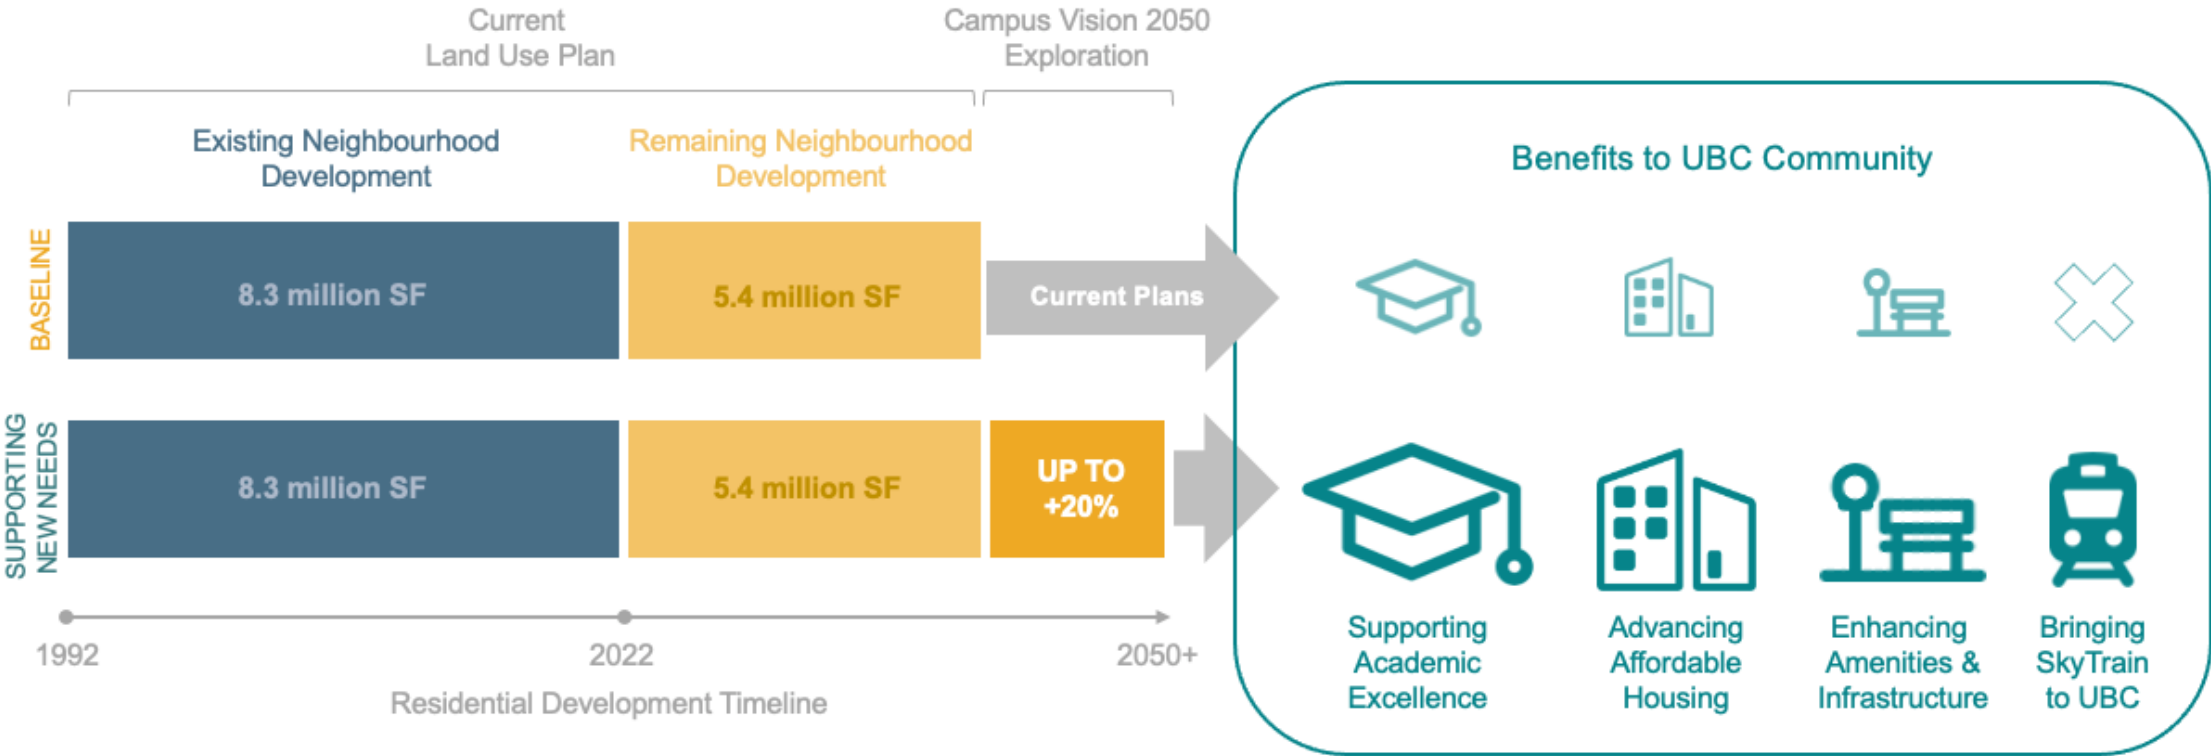 Current
Land Use Plan
Campus Vision 2050
Exploration
Existing Neighbourhood
Development
Remaining Neighbourhood
Development
Benefits to UBC Community
BASELINE
8.3 million SF
5.4 million SF
Current Plans
SUPPORTING
NEW NEEDS
8.3 million SF
5.4 million SF
UP TO
+20%
1992
2022
2050+
Residential Development Timeline
Supporting
Academic
Excellence
Advancing
Affordable
Housing
Enhancing
Amenities &
Infrastructure
Bringing
SkyTrain
to UBC